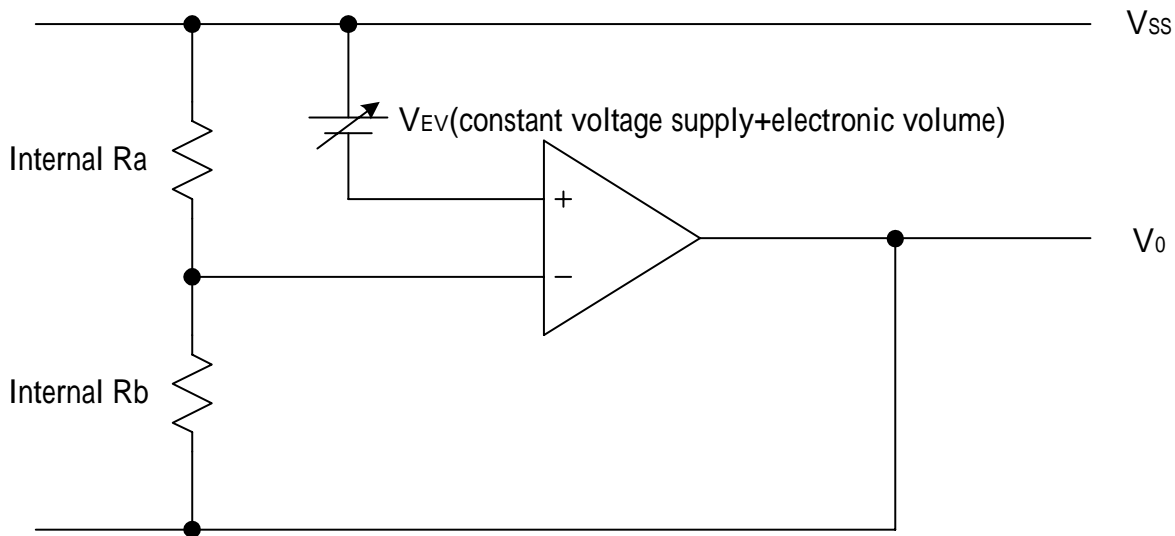 VSS
VEV(constant voltage supply+electronic volume)
Internal Ra
+
V0
−
Internal Rb